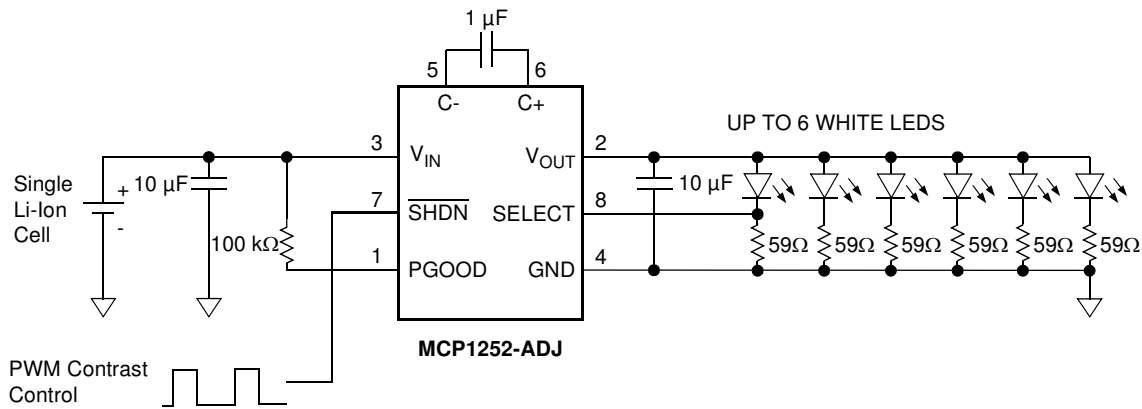 1 µF
5
6
C-
C+
UP TO 6 WHITE LEDS
3
2
VIN
VOUT
Single
Li-Ion
Cell
+
-
10 µF
7
SHDN
SELECT
8
10 µF
100 kΩ
59Ω
59Ω
59Ω
59Ω
59Ω
59Ω
1
PGOOD
GND
4
MCP1252-ADJ
PWM Contrast
Control